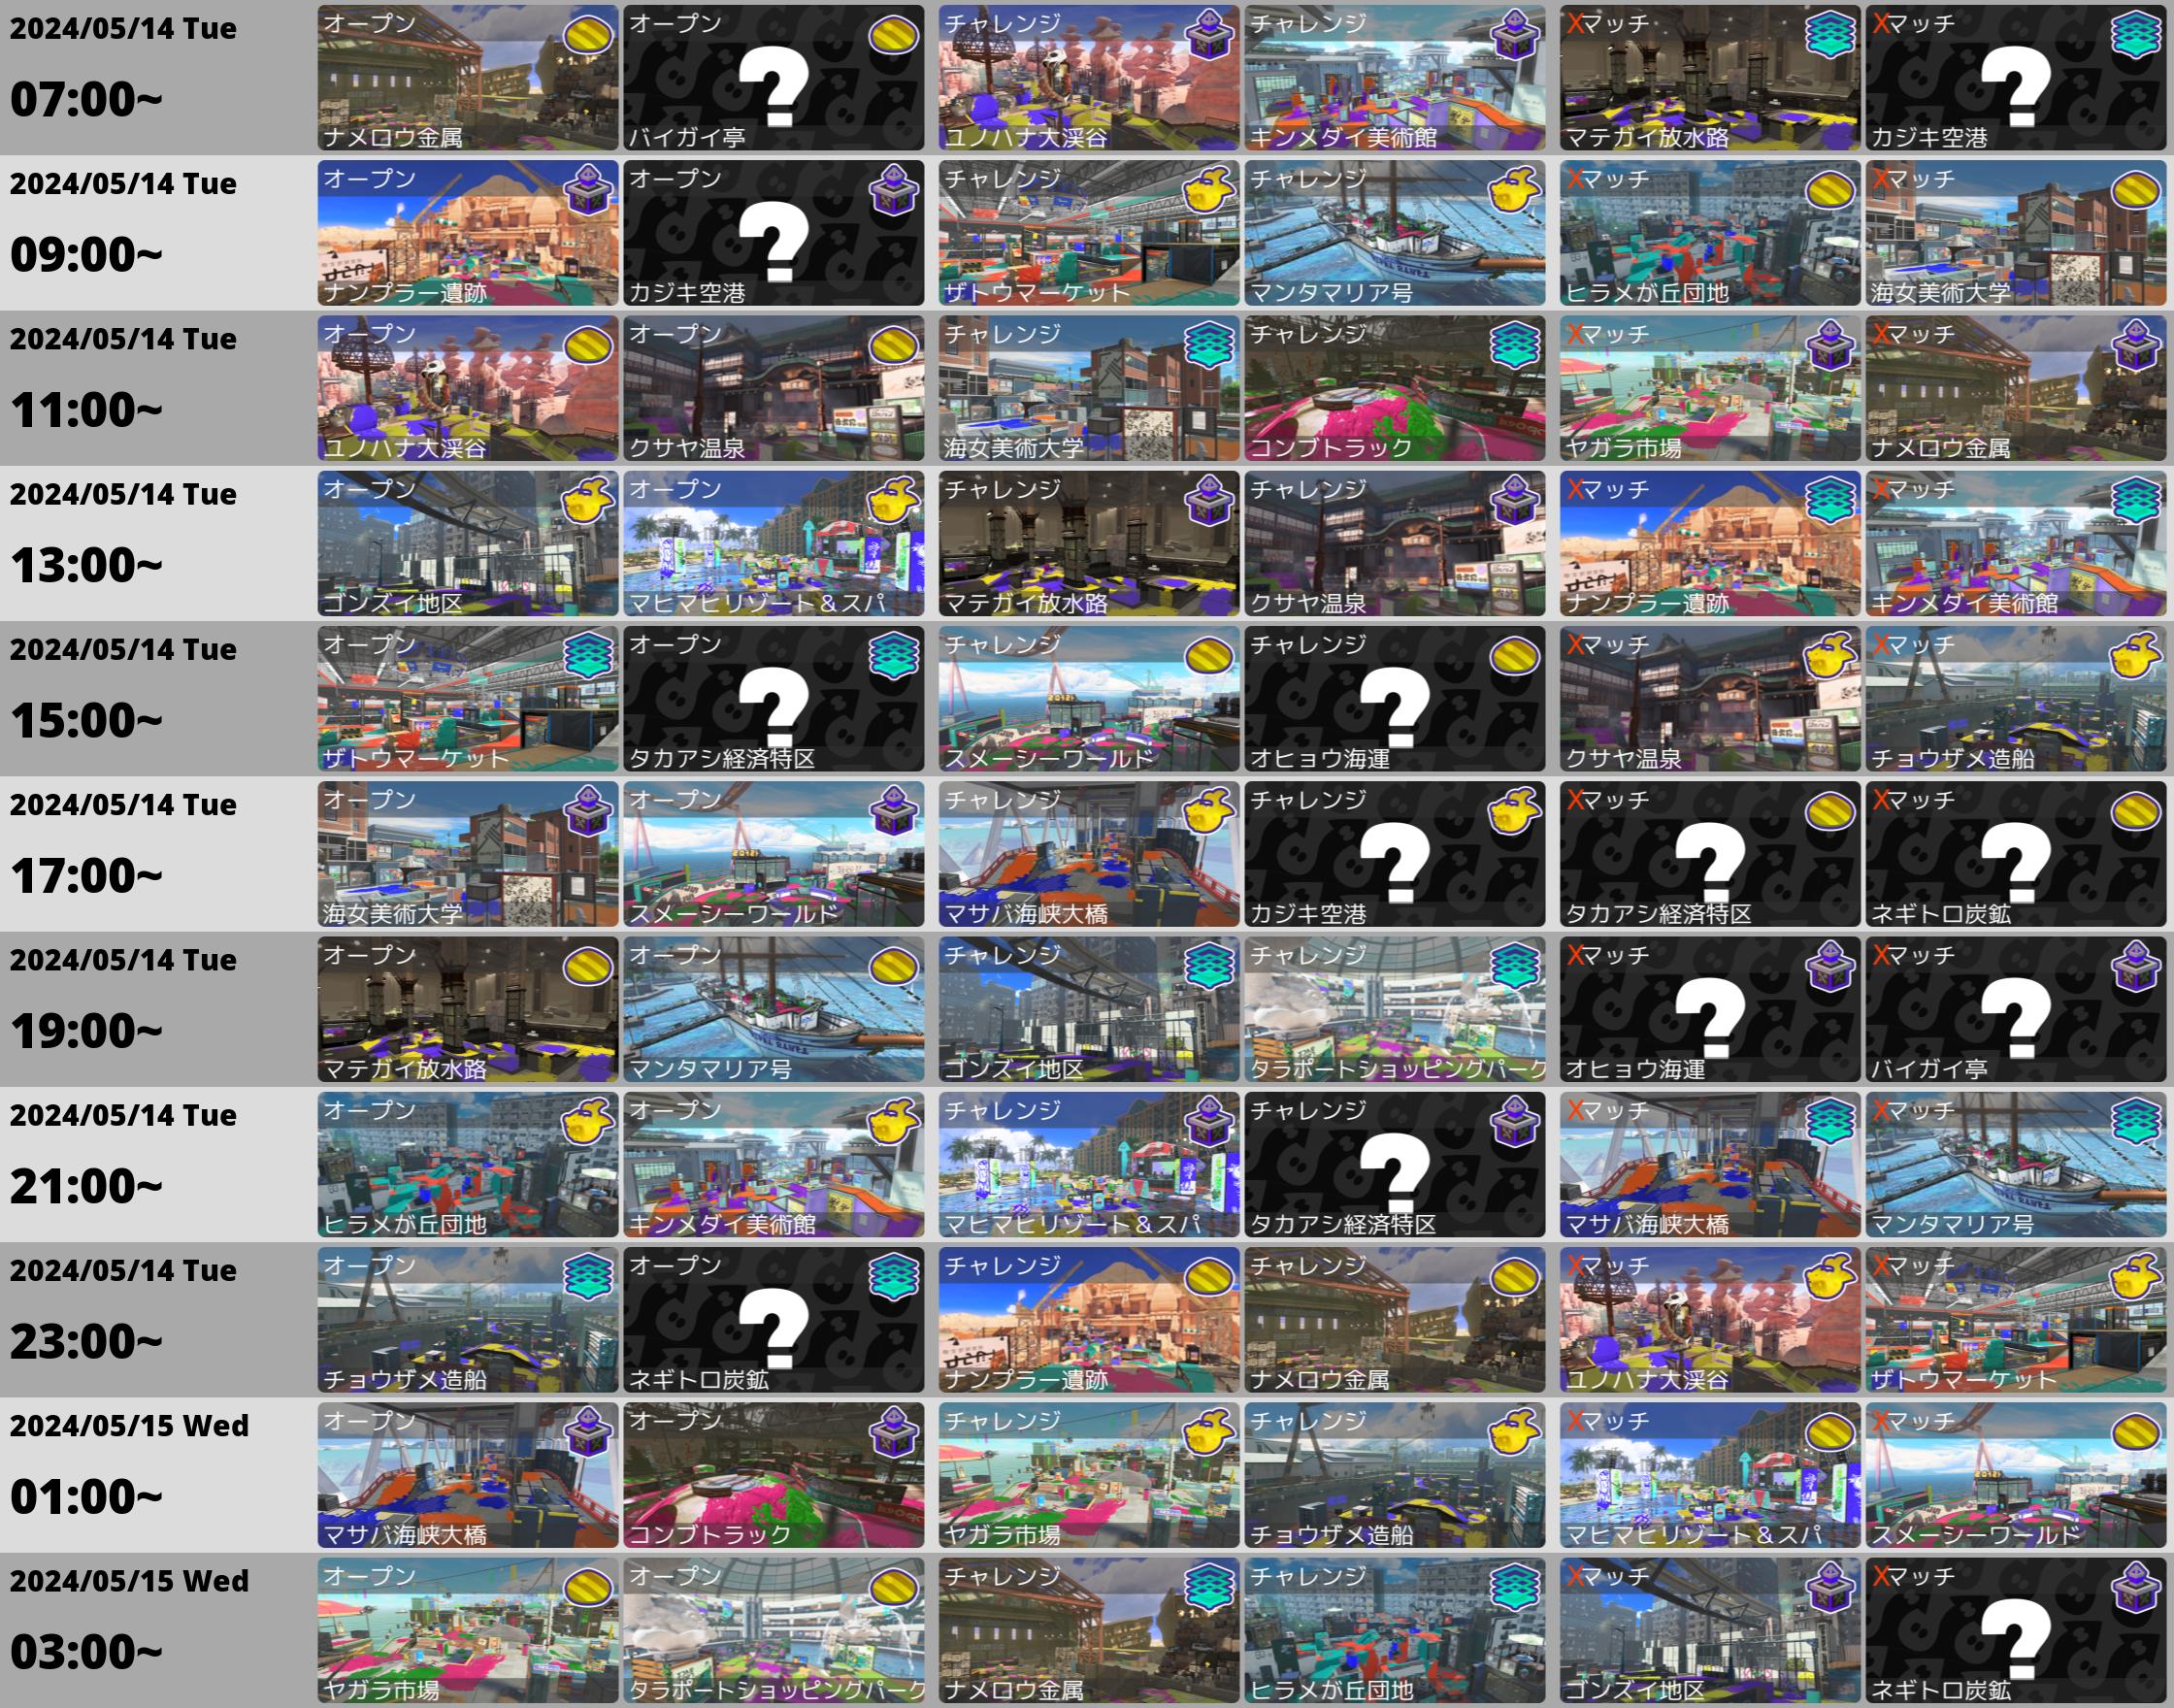 2024/05/14 Tue
07:00~
オープン
ナメロウ金属
オープン
バイガイ亭
チャレンジ
ユノハナ大渓谷
チャレンジ
キンメダイ美術館
Xマッチ
マテガイ放水路
Xマッチ
カジキ空港
2024/05/14 Tue
09:00~
オープン
ナンプラー遺跡
オープン
カジキ空港
チャレンジ
ザトウマーケット
チャレンジ
マンタマリア号
Xマッチ
ヒラメが丘団地
Xマッチ
海女美術大学
2024/05/14 Tue
11:00~
オープン
ユノハナ大渓谷
オープン
クサヤ温泉
チャレンジ
海女美術大学
チャレンジ
コンブトラック
Xマッチ
ヤガラ市場
Xマッチ
ナメロウ金属
2024/05/14 Tue
13:00~
オープン
ゴンズイ地区
オープン
マヒマヒリゾート&スパ
チャレンジ
マテガイ放水路
チャレンジ
クサヤ温泉
Xマッチ
ナンプラー遺跡
Xマッチ
キンメダイ美術館
2024/05/14 Tue
15:00~
オープン
ザトウマーケット
オープン
タカアシ経済特区
チャレンジ
スメーシーワールド
チャレンジ
オヒョウ海運
Xマッチ
クサヤ温泉
Xマッチ
チョウザメ造船
2024/05/14 Tue
17:00~
オープン
海女美術大学
オープン
スメーシーワールド
チャレンジ
マサバ海峡大橋
チャレンジ
カジキ空港
Xマッチ
タカアシ経済特区
Xマッチ
ネギトロ炭鉱
2024/05/14 Tue
19:00~
オープン
マテガイ放水路
オープン
マンタマリア号
チャレンジ
ゴンズイ地区
チャレンジ
タラポートショッピングパーク
Xマッチ
オヒョウ海運
Xマッチ
バイガイ亭
2024/05/14 Tue
21:00~
オープン
ヒラメが丘団地
オープン
キンメダイ美術館
チャレンジ
マヒマヒリゾート&スパ
チャレンジ
タカアシ経済特区
Xマッチ
マサバ海峡大橋
Xマッチ
マンタマリア号
2024/05/14 Tue
23:00~
オープン
チョウザメ造船
オープン
ネギトロ炭鉱
チャレンジ
ナンプラー遺跡
チャレンジ
ナメロウ金属
Xマッチ
ユノハナ大渓谷
Xマッチ
ザトウマーケット
2024/05/15 Wed
01:00~
オープン
マサバ海峡大橋
オープン
コンブトラック
チャレンジ
ヤガラ市場
チャレンジ
チョウザメ造船
Xマッチ
マヒマヒリゾート&スパ
Xマッチ
スメーシーワールド
2024/05/15 Wed
03:00~
オープン
ヤガラ市場
オープン
タラポートショッピングパーク
チャレンジ
ナメロウ金属
チャレンジ
ヒラメが丘団地
Xマッチ
ゴンズイ地区
Xマッチ
ネギトロ炭鉱